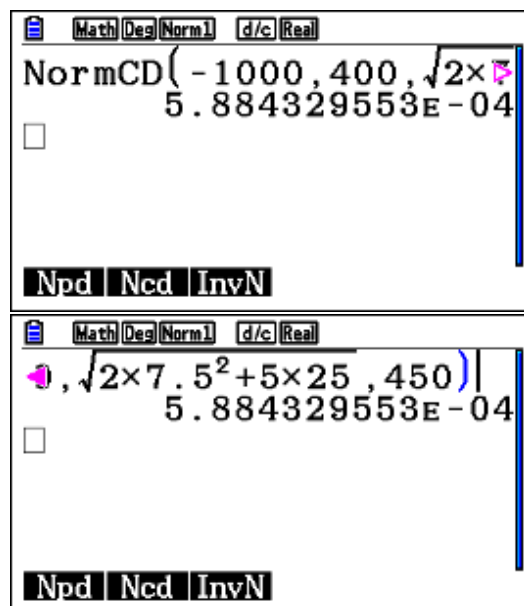 Math Deg Norm1 d/c Real
NormCD(-1000,400,√2×
5.884329553E-04
Npd Ncd InvN
Math Deg Norm1 d/c Real
,√2×7.5²+5×25 ,450)
5.884329553E-04
Npd Ncd InvN